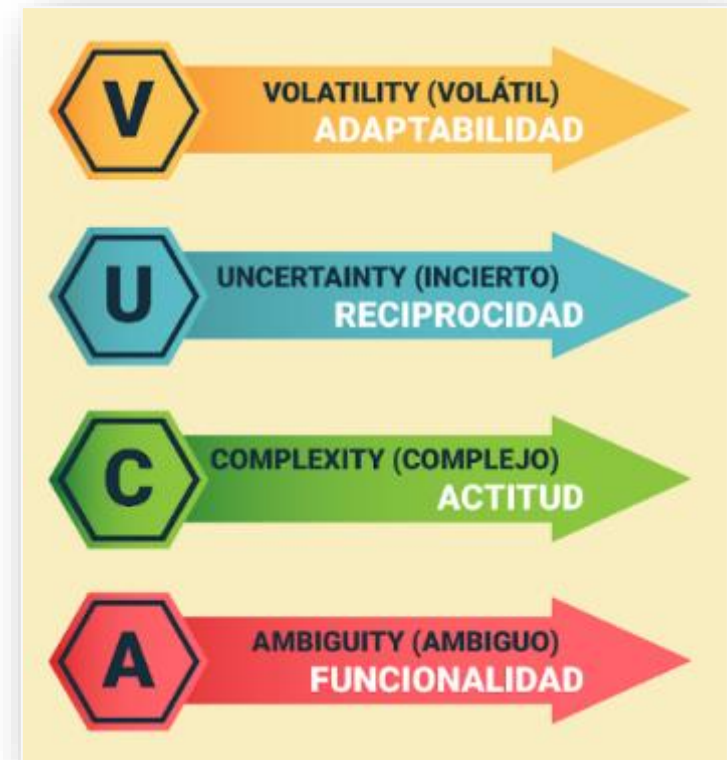 V
VOLATILITY (VOLÁTIL)
ADAPTABILIDAD
U
UNCERTAINTY (INCIERTO)
RECIPROCIDAD
C
COMPLEXITY (COMPLEJO)
ACTITUD
A
AMBIGUITY (AMBIGUO)
FUNCIONALIDAD